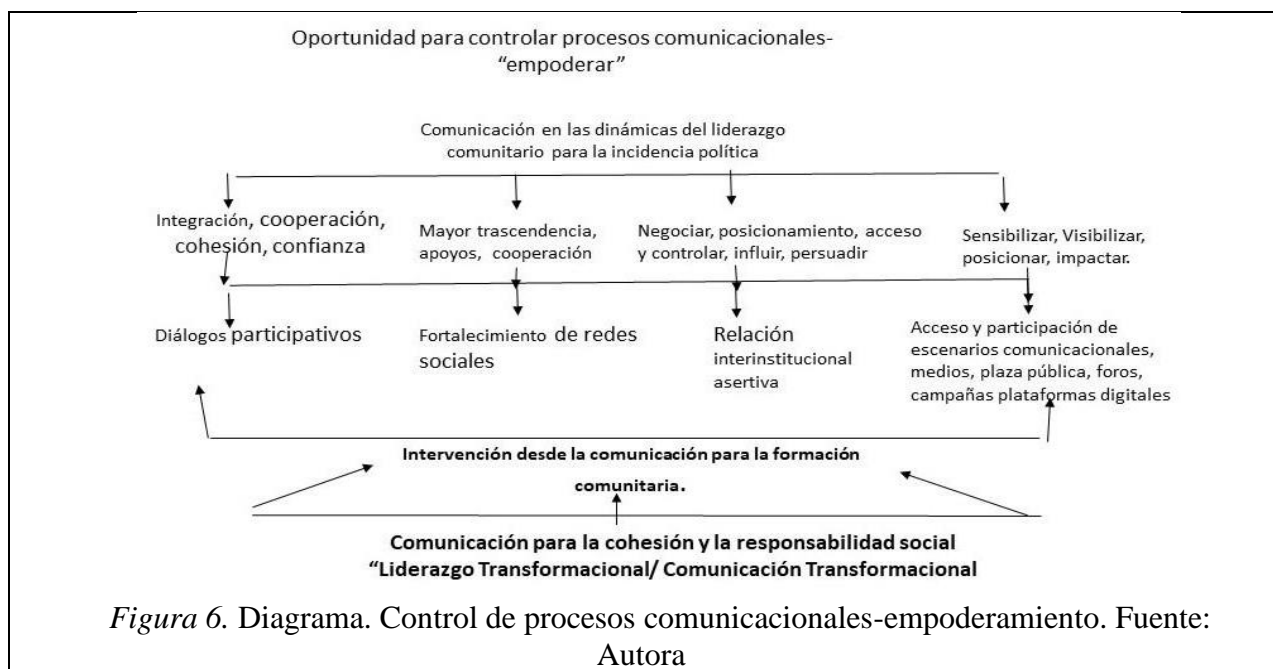 Oportunidad para controlar procesos comunicacionales-
“empoderar”
Comunicación en las dinámicas del liderazgo
comunitario para la incidencia política
Integración, cooperación,
cohesión, confianza
Mayor trascendencia,
apoyos, cooperación
Negociar, posicionamiento, acceso
y controlar, influir, persuadir
Sensibilizar, Visibilizar,
posicionar, impactar.
Diálogos participativos
Fortalecimiento de redes
sociales
Relación
interinstitucional
asertiva
Acceso y participación de
escenarios comunicacionales,
medios, plaza pública, foros,
campañas plataformas digitales
Intervención desde la comunicación para la formación
comunitaria.
Comunicación para la cohesión y la responsabilidad social
“Liderazgo Transformacional/ Comunicación Transformacional
Figura 6. Diagrama. Control de procesos comunicacionales-empoderamiento. Fuente:
Autora